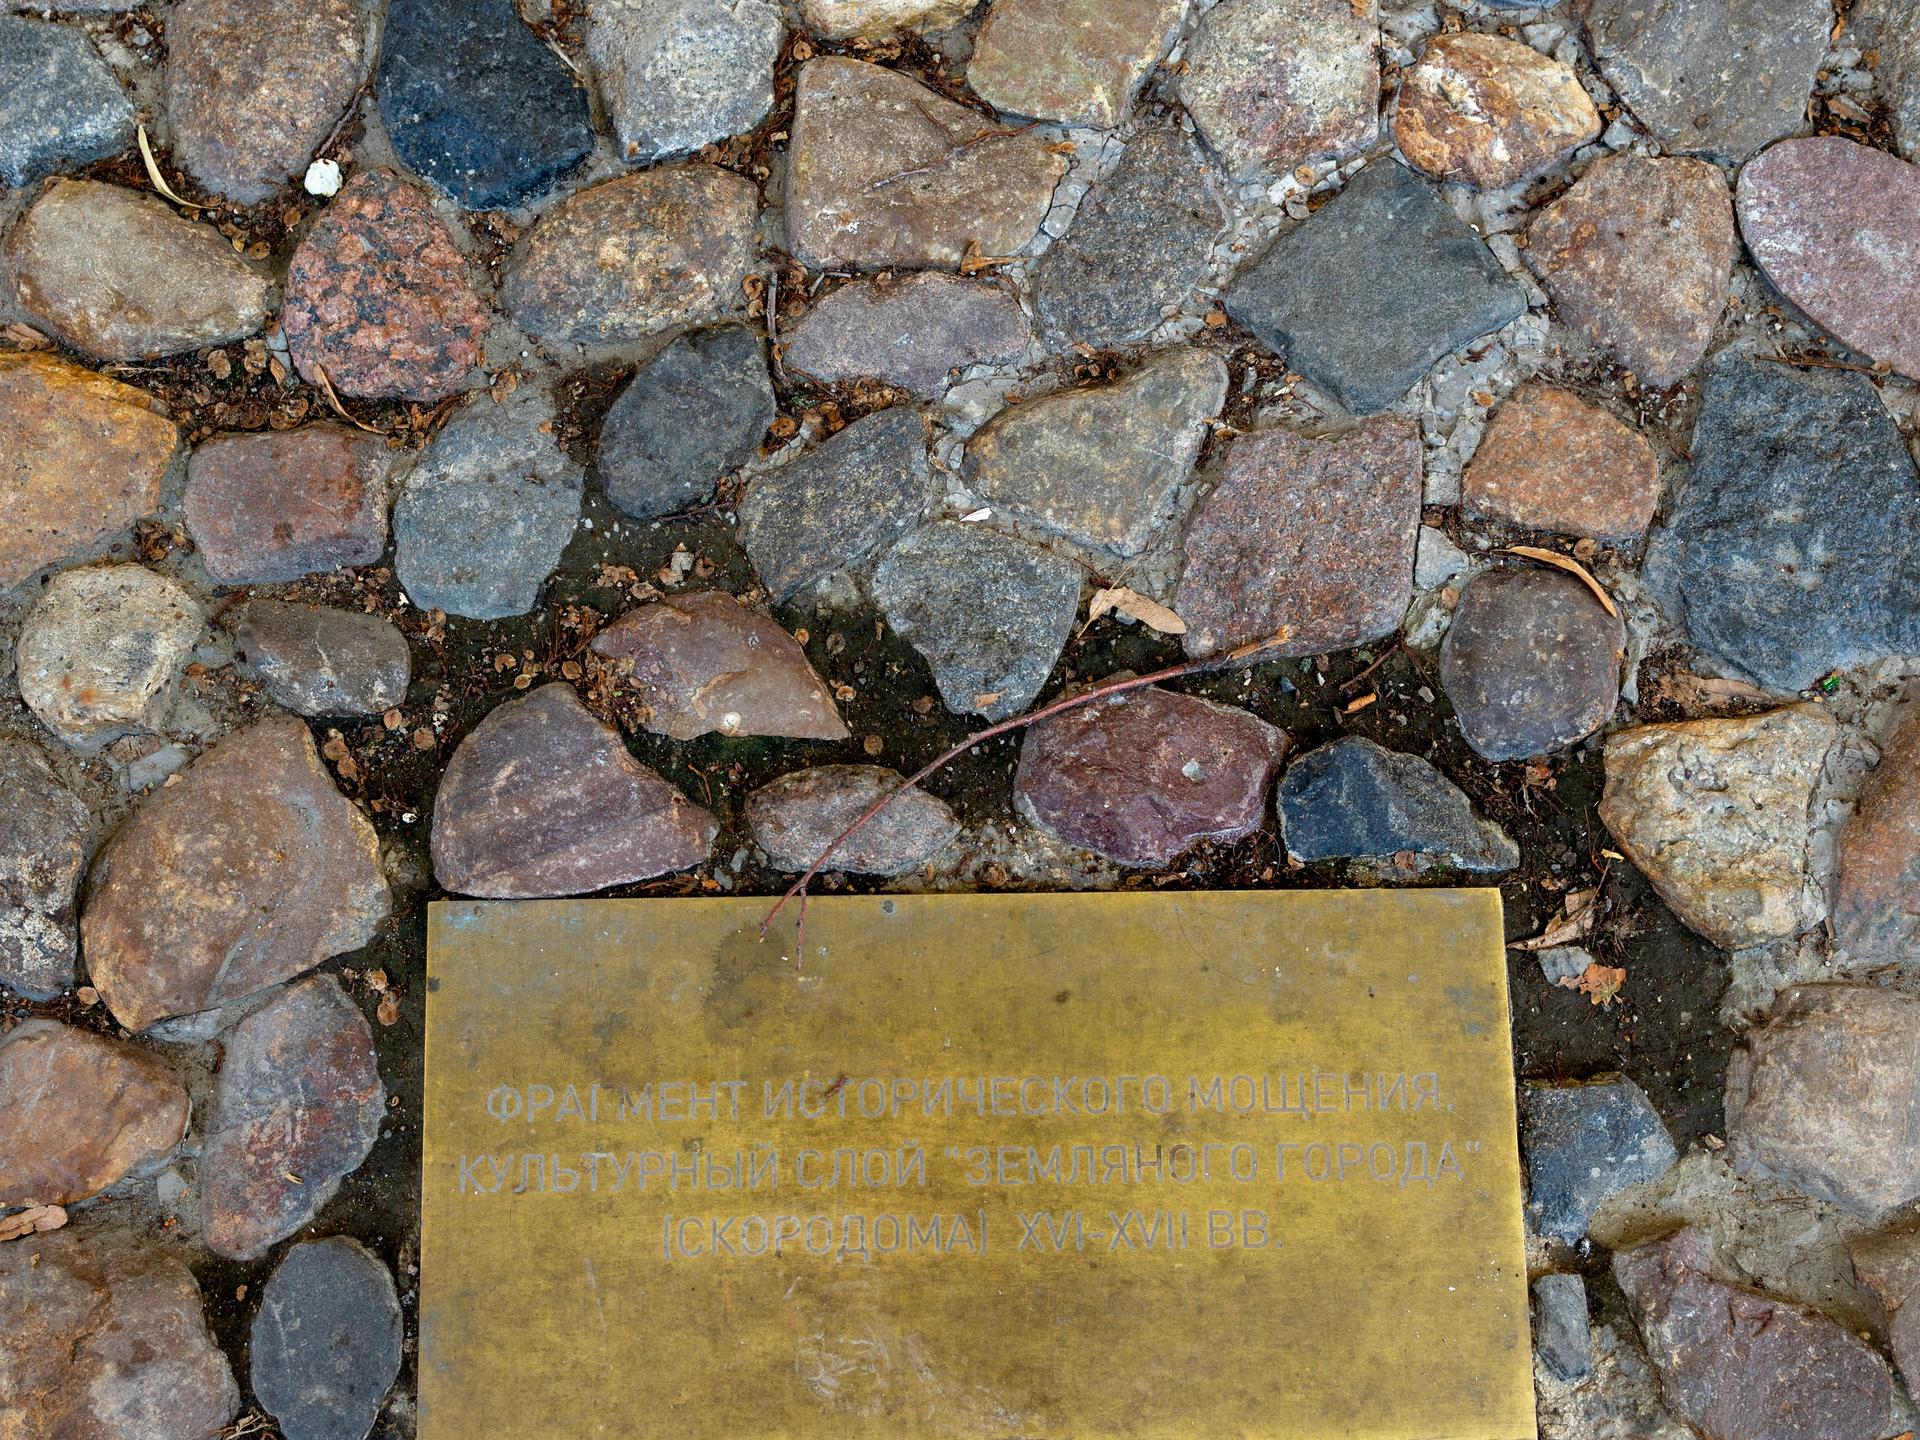 ФРАГМЕНТ ИСТОРИЧЕСКОГО МОЩЕНИЯ.
КУЛЬТУРНЫЙ СЛОЙ "ЗЕМЛЯНОГО ГОРОДА"
(СКОРОДОМА) XVI-XVII ВВ.